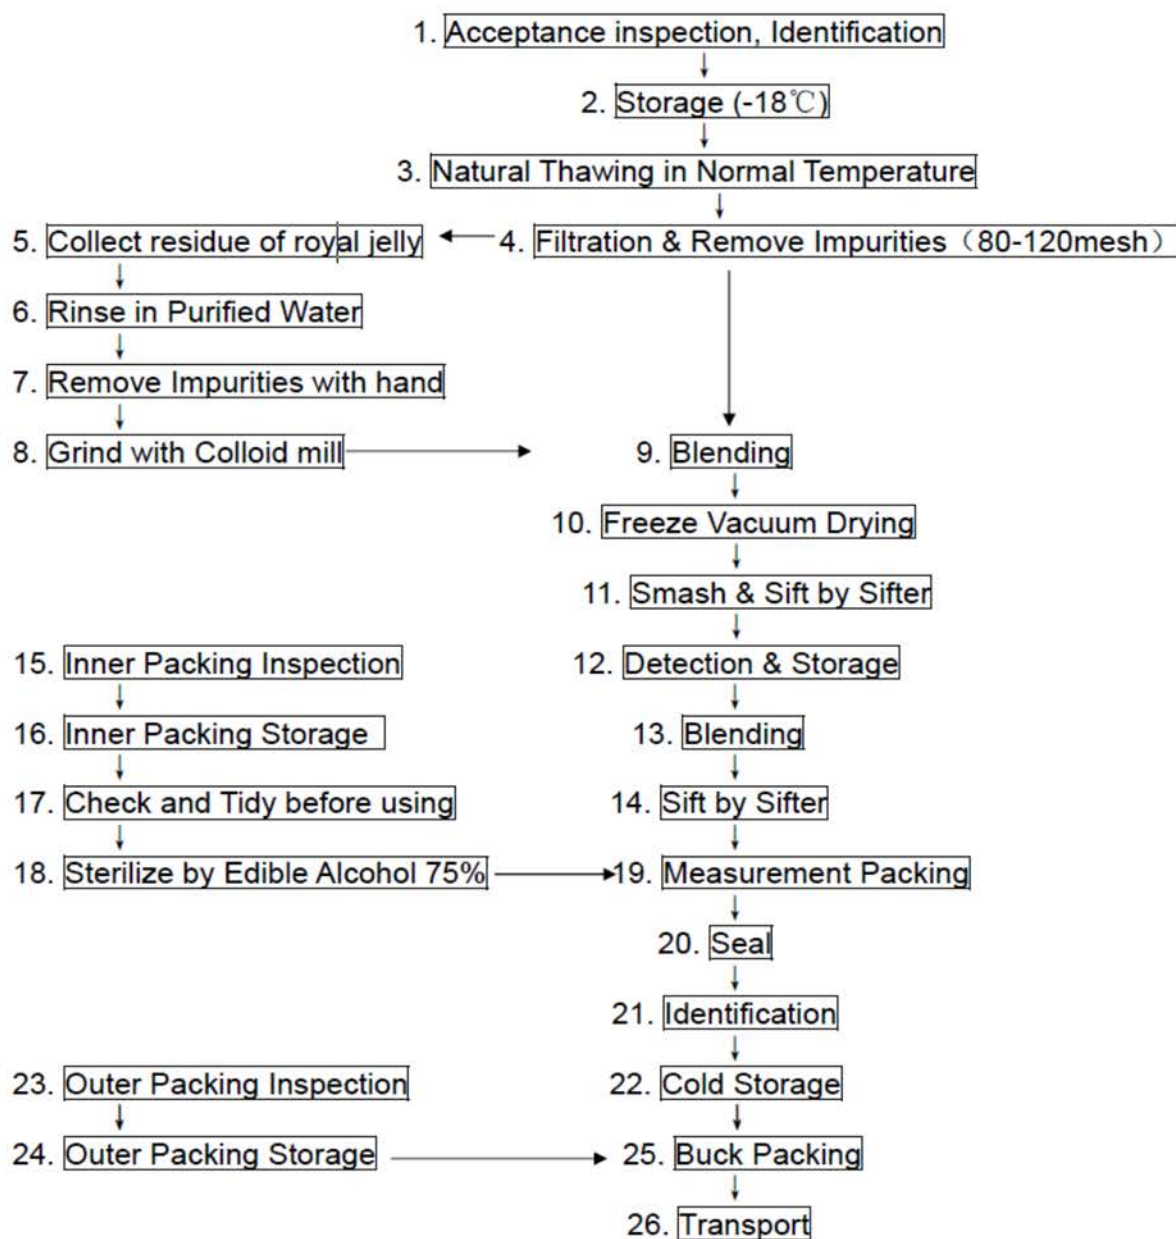 1. Acceptance inspection, Identification
2. Storage (-18℃)
3. Natural Thawing in Normal Temperature
5. Collect residue of royal jelly
4. Filtration & Remove Impurities（80-120mesh）
6. Rinse in Purified Water
7. Remove Impurities with hand
8. Grind with Colloid mill
9. Blending
10. Freeze Vacuum Drying
11. Smash & Sift by Sifter
15. Inner Packing Inspection
12. Detection & Storage
16. Inner Packing Storage
13. Blending
17. Check and Tidy before using
14. Sift by Sifter
18. Sterilize by Edible Alcohol 75%
19. Measurement Packing
20. Seal
21. Identification
23. Outer Packing Inspection
22. Cold Storage
24. Outer Packing Storage
25. Buck Packing
26. Transport